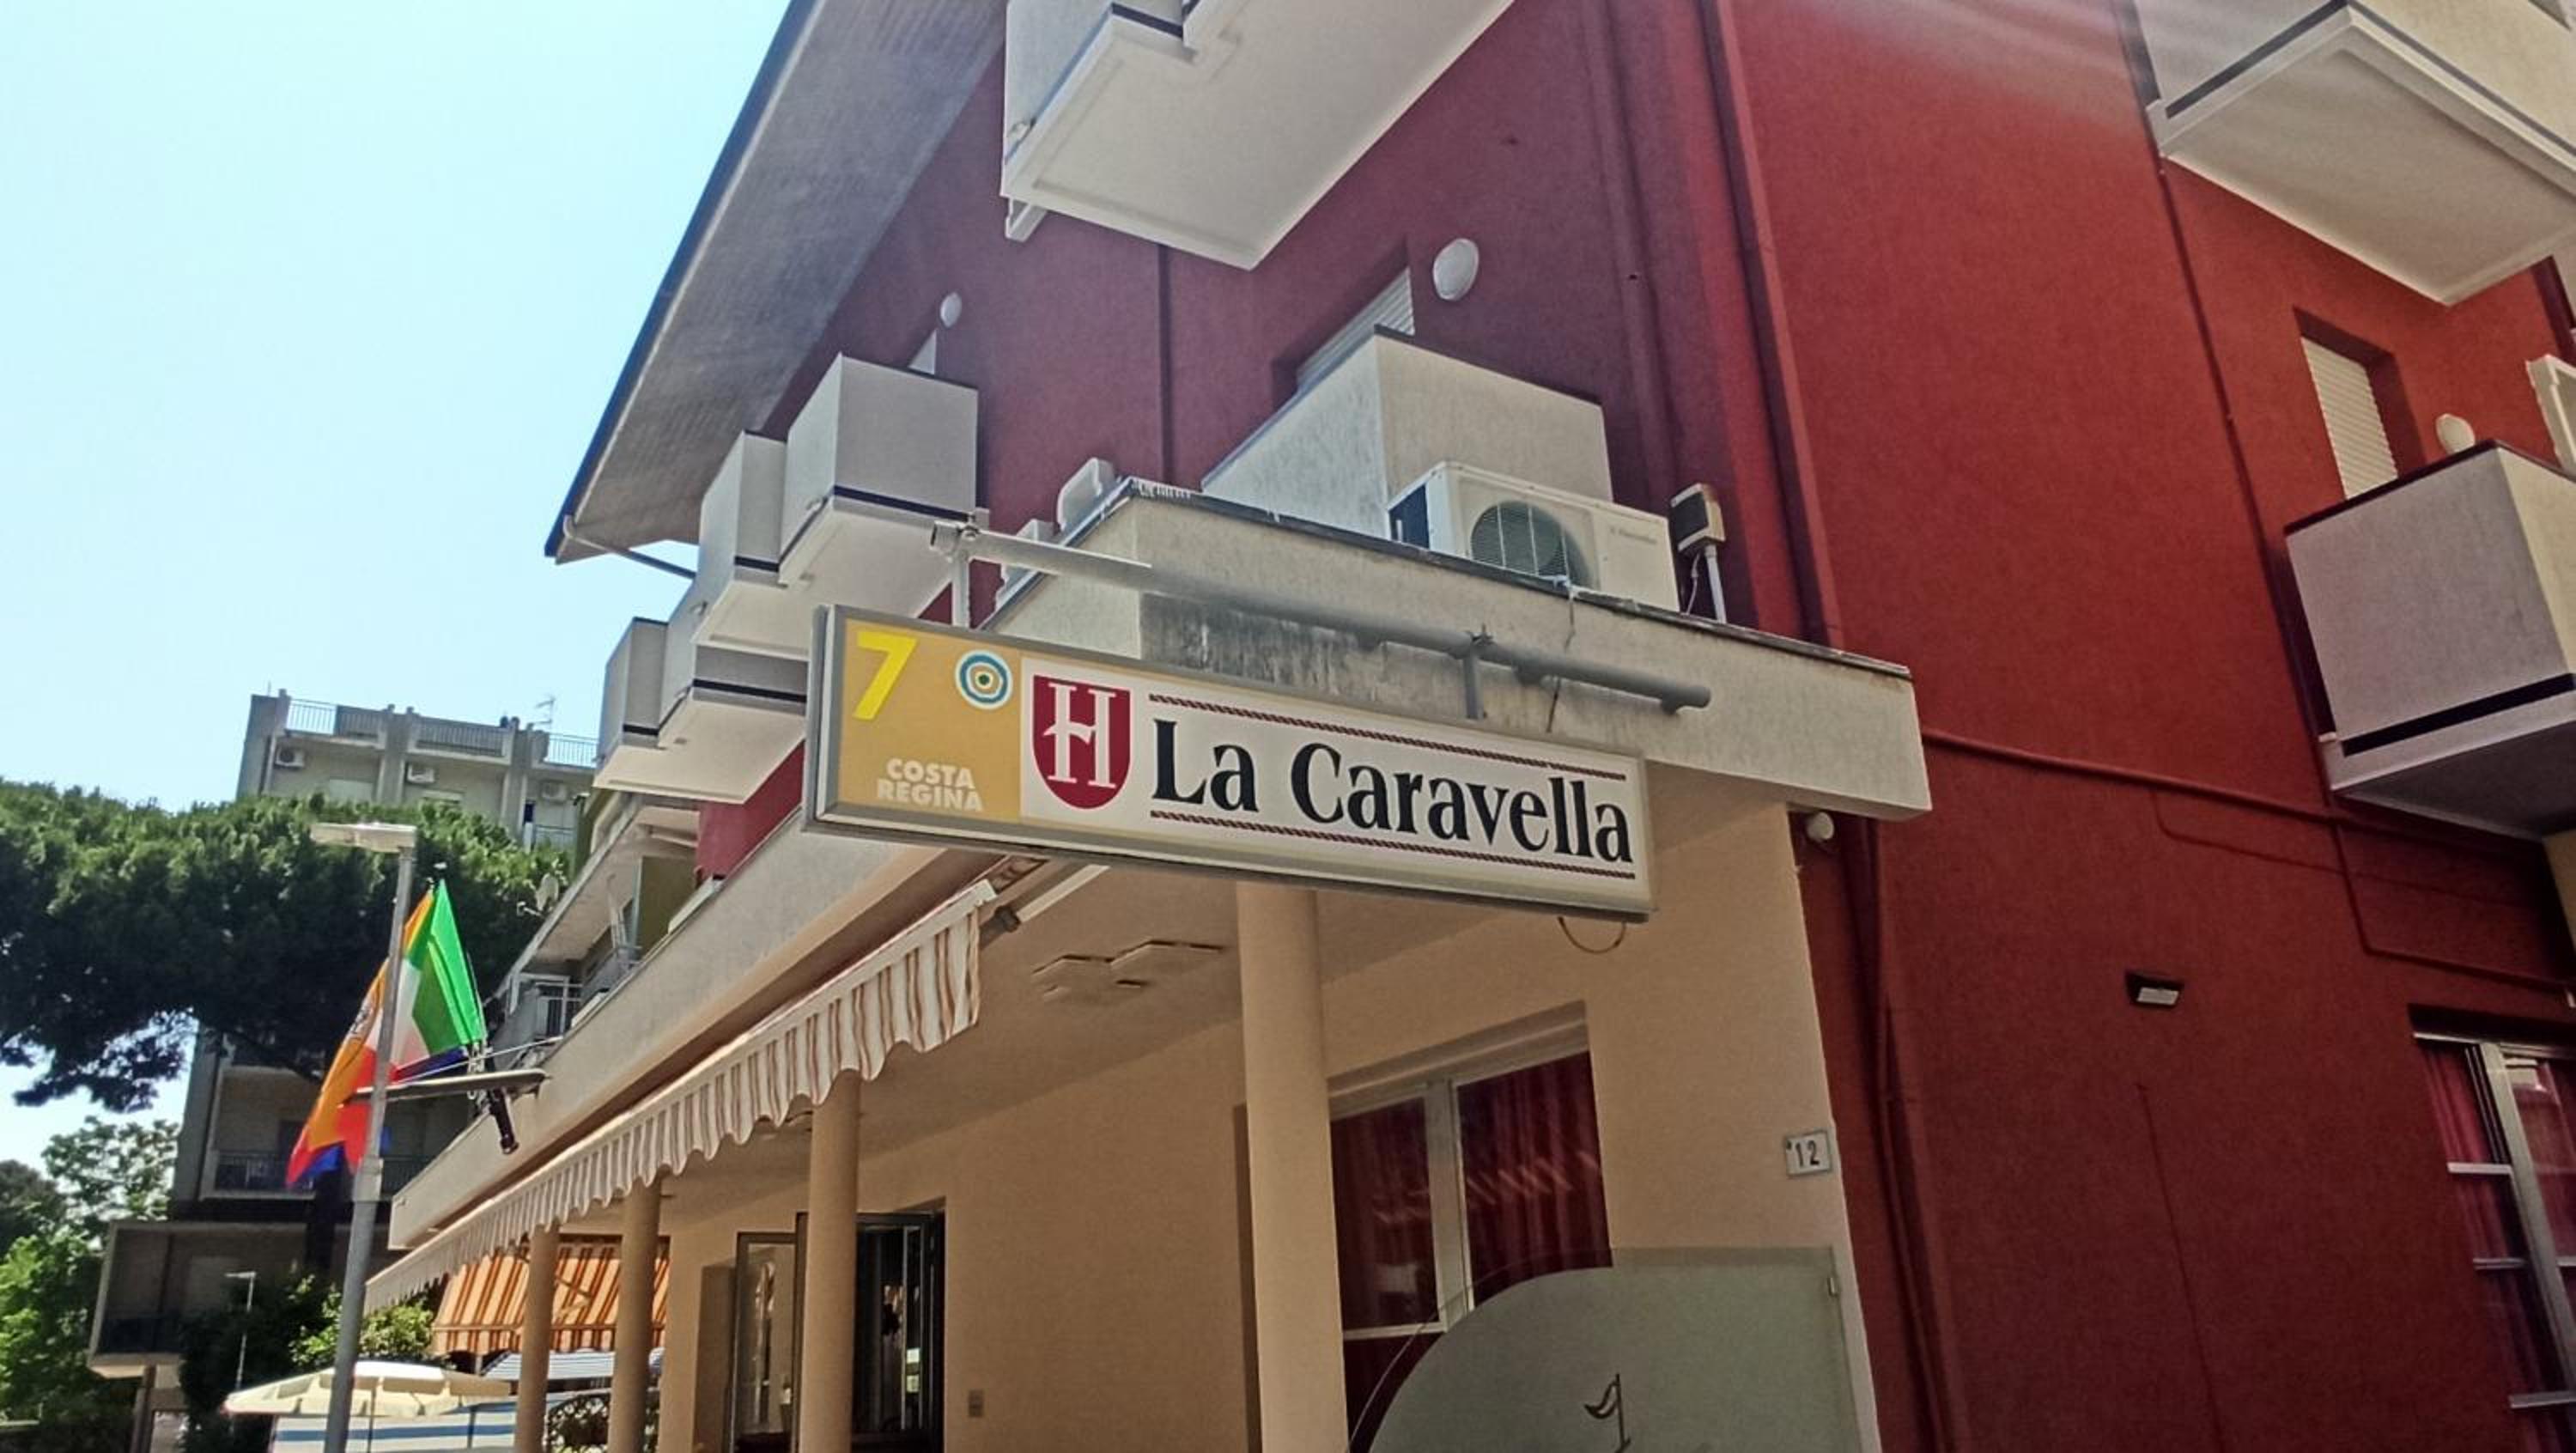 7
COSTA
REGINA
H
La Caravella
12